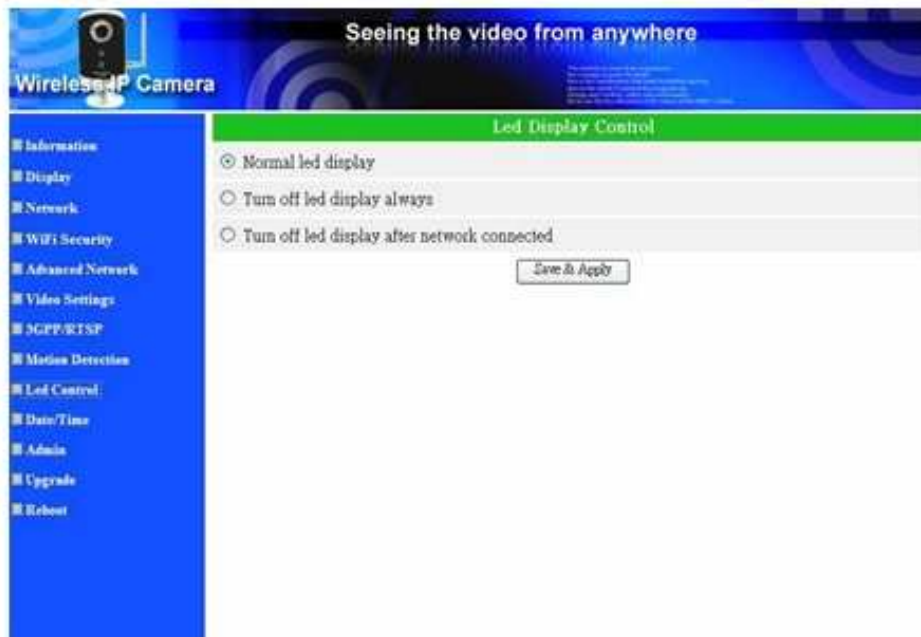 Seeing the video from anywhere
Wireless IP Camera
Information
Display
Network
WiFi Security
Advanced Network
Video Settings
3GPP/RTSP
Motion Detection
Led Control
Date/Time
Admin
Upgrade
Reboot
Led Display Control
Normal led display
Turn off led display always
Turn off led display after network connected
Save & Apply